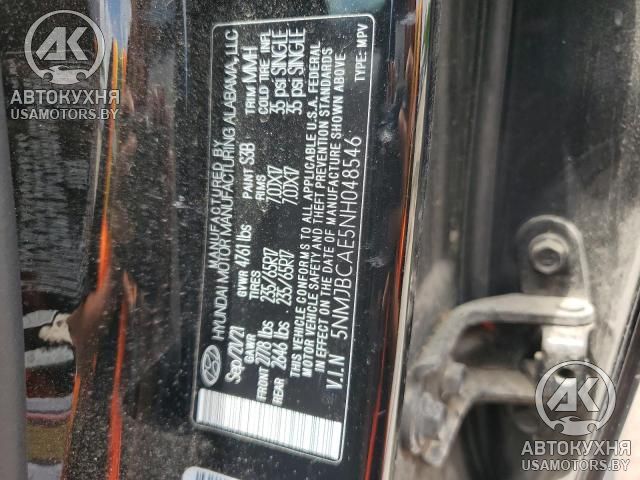 MANUFACTURED BY
HYUNDAI MOTOR MANUFACTURING ALABAMA, LLC
Sep/20/21 GVWR 4761 lbs PAINT S3B TRIM MMH
GAWR TIRES RIMS COLD TIRE INFL
FRONT 2778 lbs 235/65R17 7.0JX17 35 psi SINGLE
REAR 2646 lbs 235/65R17 7.0JX17 35 psi SINGLE
THIS VEHICLE CONFORMS TO ALL APPLICABLE U.S.A. FEDERAL
MOTOR VEHICLE SAFETY AND THEFT PREVENTION STANDARDS
IN EFFECT ON THE DATE OF MANUFACTURE SHOWN ABOVE.
V.I.N 5NMJBCAE5NH048546 TYPE: MPV
AK
АВТОКУХНЯ
USAMOTORS.BY
AK
АВТОКУХНЯ
USAMOTORS.BY